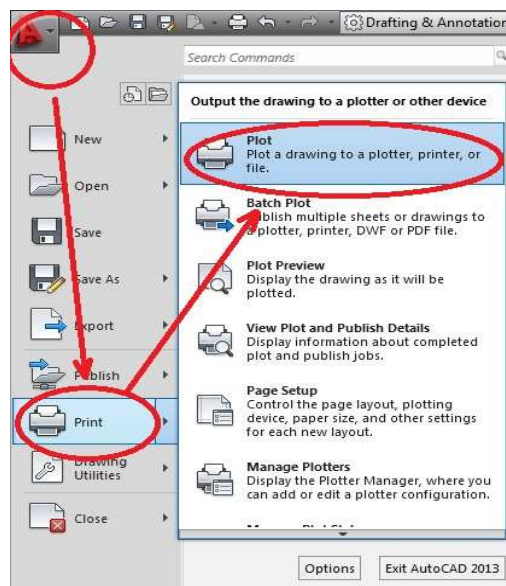 Drafting & Annotation
Search Commands
Output the drawing to a plotter or other device
New
Open
Save
Save As
Export
Publish
Print
Drawing
Utilities
Close
Plot
Plot a drawing to a plotter, printer, or
file.
Batch Plot
Publish multiple sheets or drawings to
a plotter, printer, DWF or PDF file.
Plot Preview
Display the drawing as it will be
plotted.
View Plot and Publish Details
Display information about completed
plot and publish jobs.
Page Setup
Control the page layout, plotting
device, paper size, and other settings
for each new layout.
Manage Plotters
Display the Plotter Manager, where you
can add or edit a plotter configuration.
Options
Exit AutoCAD 2013